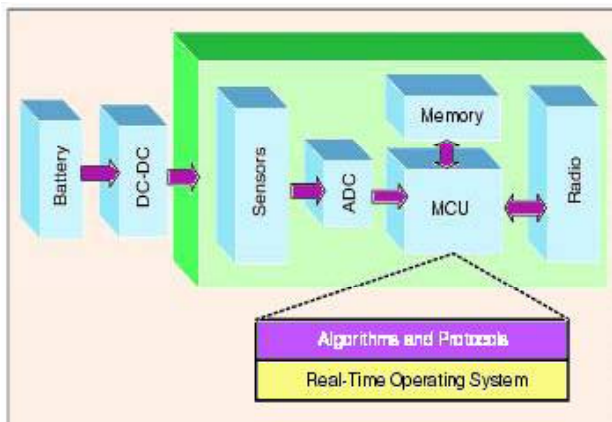 Battery
DC-DC
Sensors
ADC
Memory
MCU
Radio
Algorithms and Protocols
Real-Time Operating System